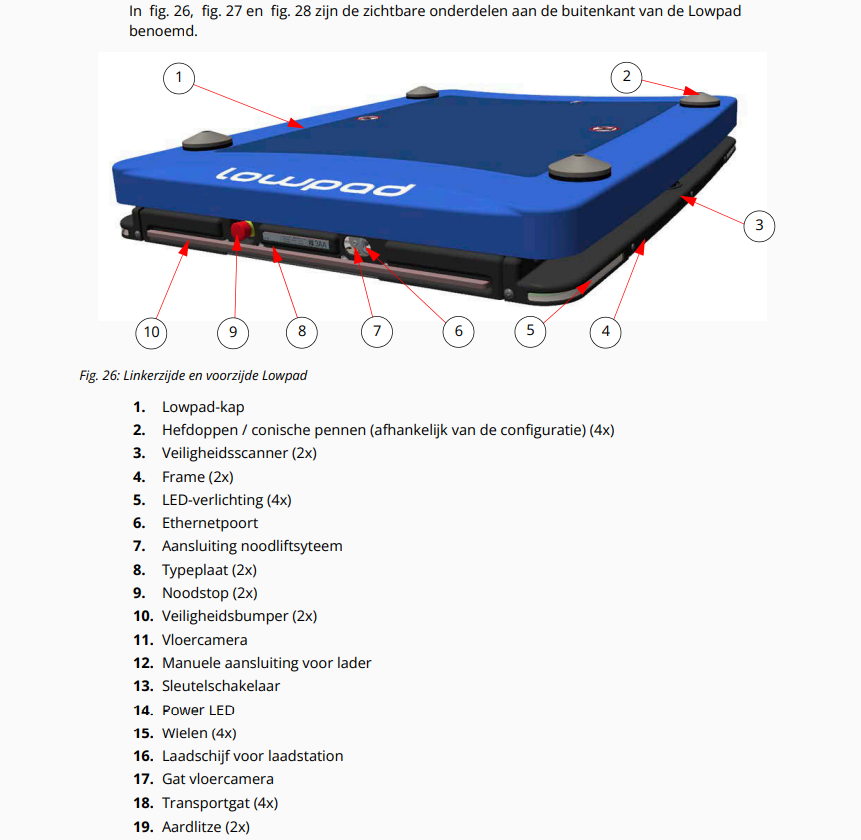 In fig. 26, fig. 27 en fig. 28 zijn de zichtbare onderdelen aan de buitenkant van de Lowpad
benoemd.
1
2
lowpad
3
10
9
8
7
6
5
4
Fig. 26: Linkerzijde en voorzijde Lowpad
1. Lowpad-kap
2. Hefdoppen / conische pennen (afhankelijk van de configuratie) (4x)
3. Veiligheidsscanner (2x)
4. Frame (2x)
5. LED-verlichting (4x)
6. Ethernetpoort
7. Aansluiting noodliftsyteem
8. Typeplaat (2x)
9. Noodstop (2x)
10. Veiligheidsbumper (2x)
11. Vloercamera
12. Manuele aansluiting voor lader
13. Sleutelschakelaar
14. Power LED
15. Wielen (4x)
16. Laadschijf voor laadstation
17. Gat vloercamera
18. Transportgat (4x)
19. Aardlitze (2x)